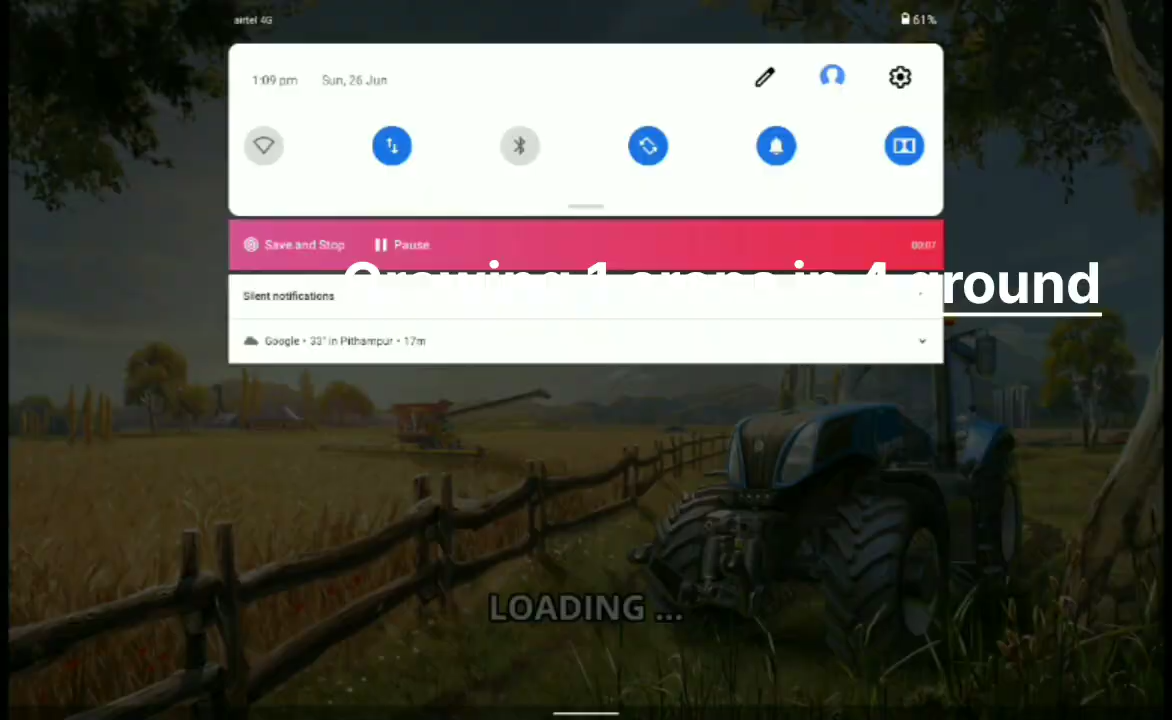 airtel 4G
61%
1:09 pm Sun, 26 Jun
Save and Stop Pause 00:07
Growing 1 crops in 4 ground
Silent notifications
Google • 33° in Pithampur • 17m
LOADING ...